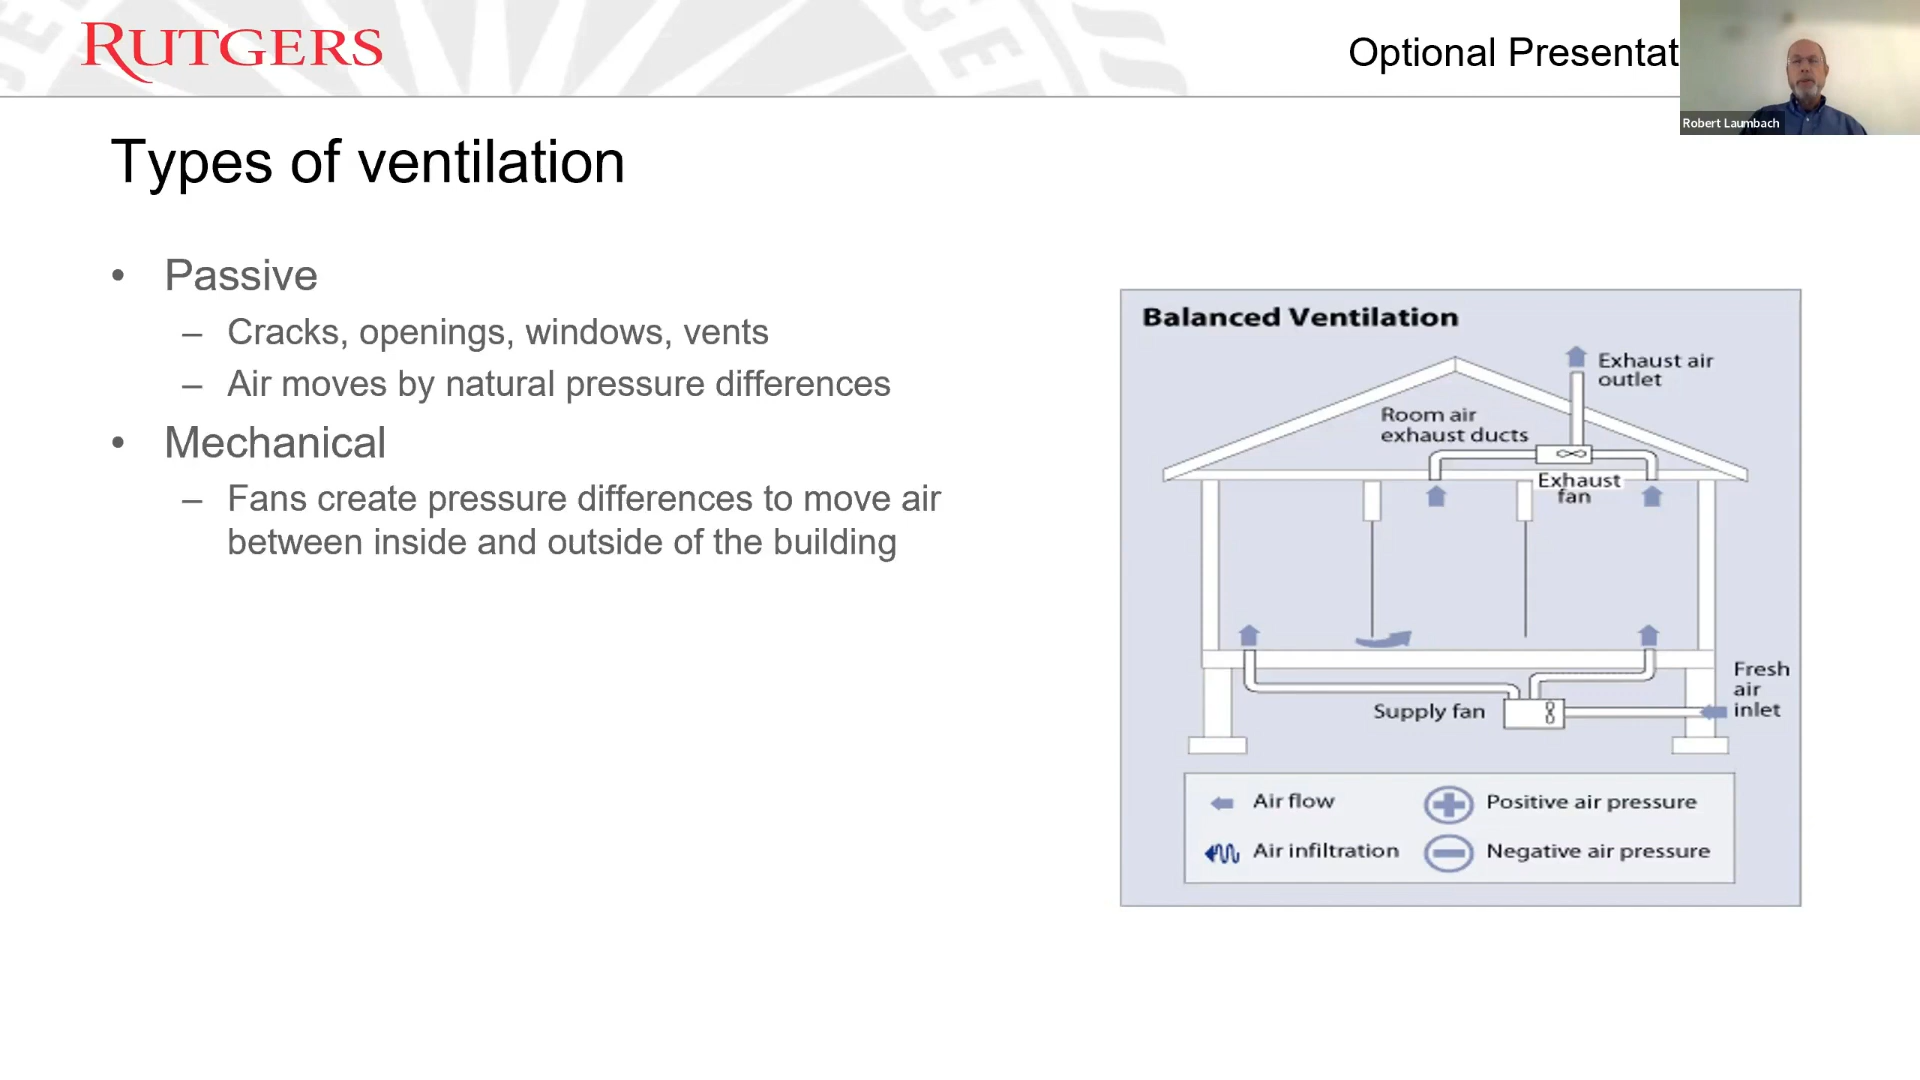 RUTGERS
Optional Presentat
Robert Laumbach
Types of ventilation
• Passive
– Cracks, openings, windows, vents
– Air moves by natural pressure differences
• Mechanical
– Fans create pressure differences to move air
between inside and outside of the building
Balanced Ventilation
Exhaust air
outlet
Room air
exhaust ducts
Exhaust
fan
Supply fan
Fresh
air
inlet
Air flow
Positive air pressure
Air infiltration
Negative air pressure